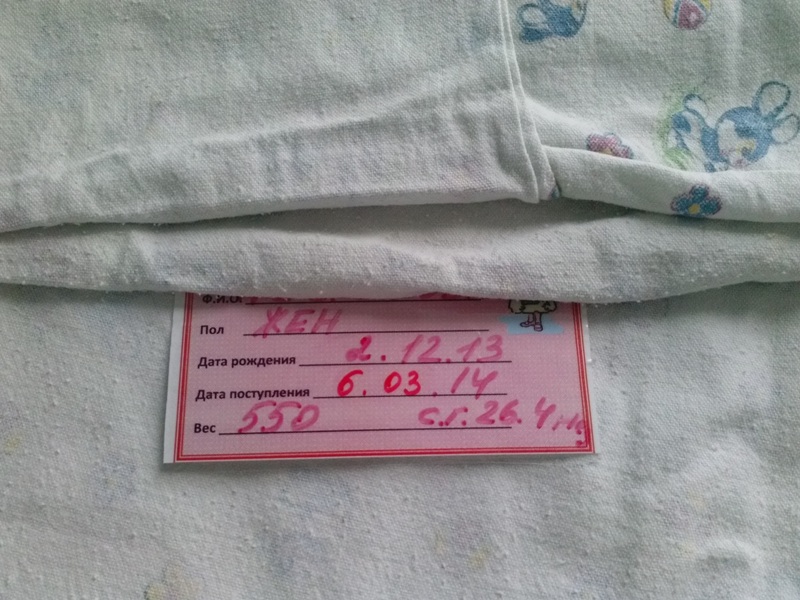 Ф.И.О.
Пол ЖЕН
Дата рождения 2.12.13
Дата поступления 6.03.14
Вес 550 с.г. 26.4